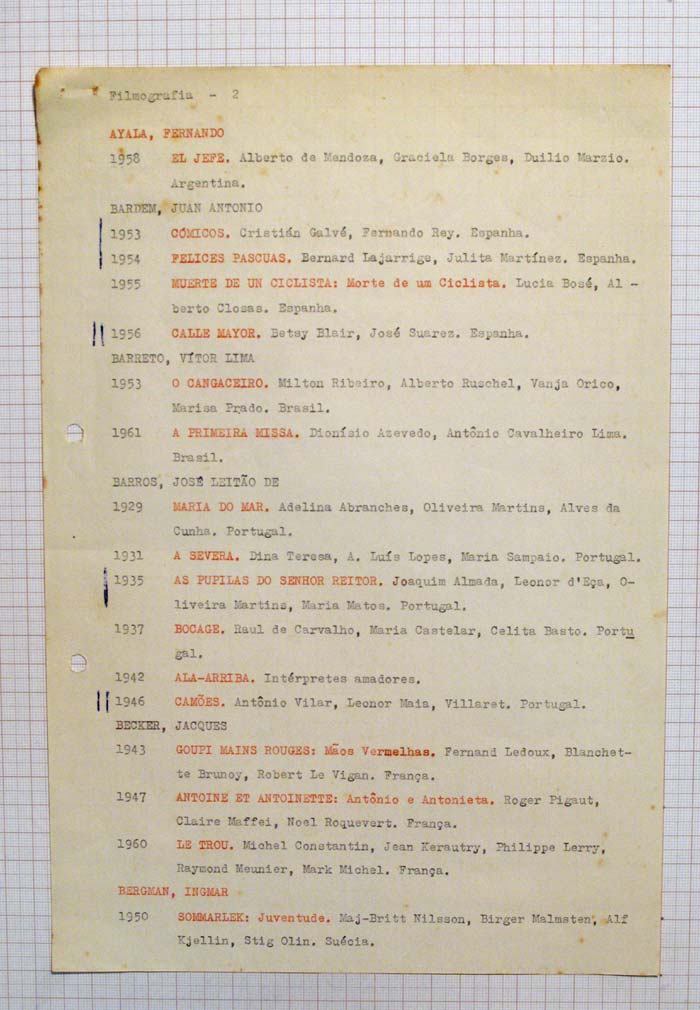 Filmografia - 2
AYALA, FERNANDO
1958 EL JEFE. Alberto de Mendoza, Graciela Borges, Duilio Marzio.
Argentina.
BARDEM, JUAN ANTONIO
1953 CÓMICOS. Cristián Galvé, Fernando Rey. Espanha.
1954 FELICES PASCUAS. Bernard Lajarrige, Julita Martínez. Espanha.
1955 MUERTE DE UN CICLISTA: Morte de um Ciclista. Lucia Bosé, Al -
berto Closas. Espanha.
1956 CALLE MAYOR. Betsy Blair, José Suarez. Espanha.
BARRETO, VÍTOR LIMA
1953 O CANGACEIRO. Milton Ribeiro, Alberto Ruschel, Vanja Orico,
Marisa Prado. Brasil.
1961 A PRIMEIRA MISSA. Dionísio Azevedo, Antônio Cavalheiro Lima.
Brasil.
BARROS, JOSÉ LEITÃO DE
1929 MARIA DO MAR. Adelina Abranches, Oliveira Martins, Alves da
Cunha. Portugal.
1931 A SEVERA. Dina Teresa, A. Luís Lopes, Maria Sampaio. Portugal.
1935 AS PUPILAS DO SENHOR REITOR. Joaquim Almada, Leonor d'Eça, O-
liveira Martins, Maria Matos. Portugal.
1937 BOCAGE. Raul de Carvalho, Maria Castelar, Celita Basto. Portu
gal.
1942 ALA-ARRIBA. Intérpretes amadores.
1946 CAMÕES. Antônio Vilar, Leonor Maia, Villaret. Portugal.
BECKER, JACQUES
1943 GOUPI MAINS ROUGES: Mãos Vermelhas. Fernand Ledoux, Blanchet-
te Brunoy, Robert Le Vigan. França.
1947 ANTOINE ET ANTOINETTE: Antônio e Antonieta. Roger Pigaut,
Claire Maffei, Noel Roquevert. França.
1960 LE TROU. Michel Constantin, Jean Kerautry, Philippe Lerry,
Raymond Meunier, Mark Michel. França.
BERGMAN, INGMAR
1950 SOMMARLEK: Juventude. Maj-Britt Nilsson, Birger Malmsten, Alf
Kjellin, Stig Olin. Suécia.